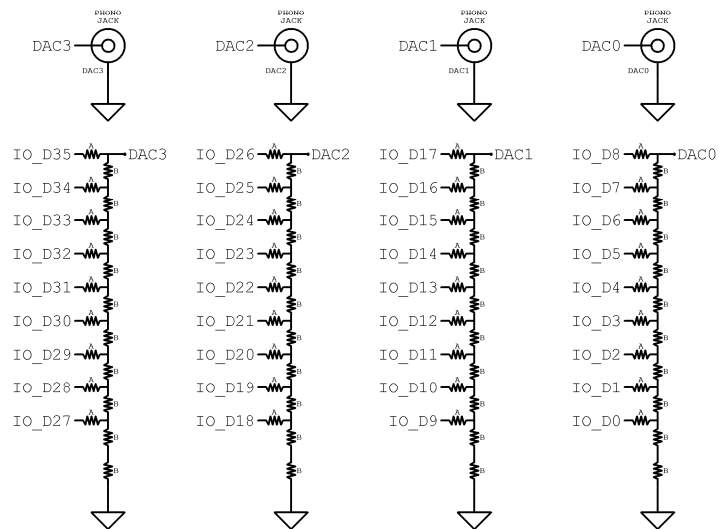 PHONO
JACK
DAC3
DAC3
A
IO_D35 DAC3
B
A
IO_D34
B
A
IO_D33
B
A
IO_D32
B
A
IO_D31
B
A
IO_D30
B
A
IO_D29
B
A
IO_D28
B
A
IO_D27
B
B
PHONO
JACK
DAC2
DAC2
A
IO_D26 DAC2
B
A
IO_D25
B
A
IO_D24
B
A
IO_D23
B
A
IO_D22
B
A
IO_D21
B
A
IO_D20
B
A
IO_D19
B
A
IO_D18
B
B
PHONO
JACK
DAC1
DAC1
A
IO_D17 DAC1
B
A
IO_D16
B
A
IO_D15
B
A
IO_D14
B
A
IO_D13
B
A
IO_D12
B
A
IO_D11
B
A
IO_D10
B
A
IO_D9
B
B
PHONO
JACK
DAC0
DAC0
A
IO_D8 DAC0
B
A
IO_D7
B
A
IO_D6
B
A
IO_D5
B
A
IO_D4
B
A
IO_D3
B
A
IO_D2
B
A
IO_D1
B
A
IO_D0
B
B